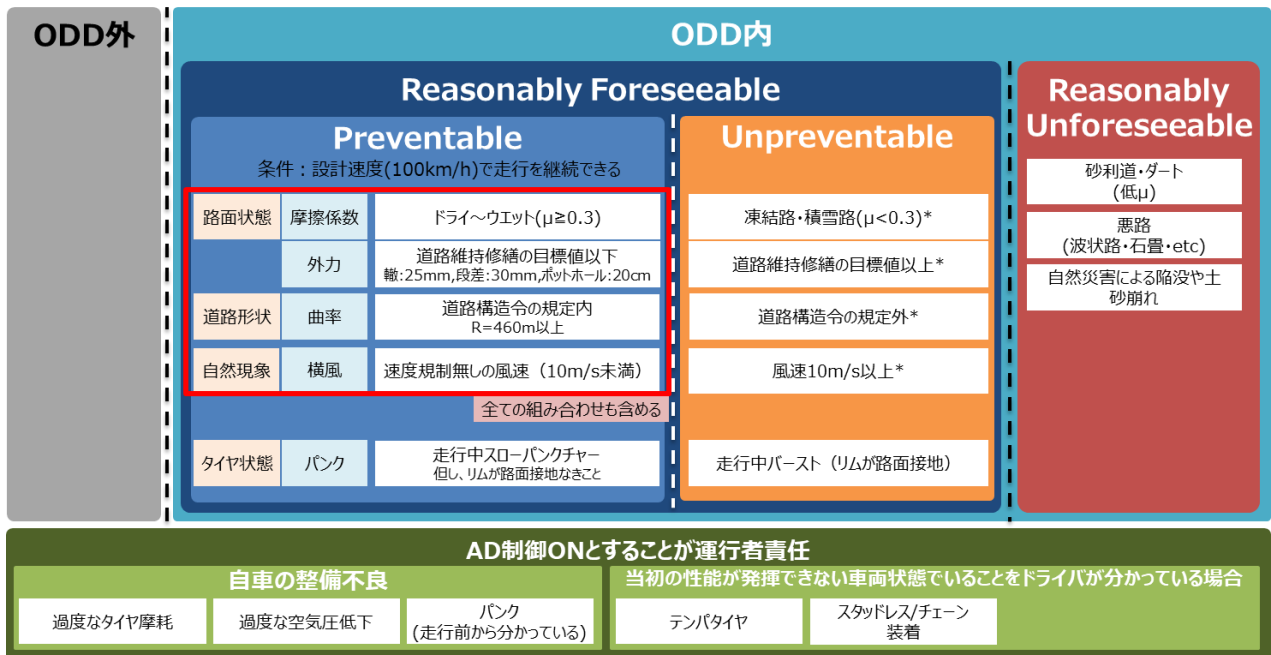 ODD外
ODD内
Reasonably Foreseeable
Preventable
条件：設計速度(100km/h)で走行を継続できる
路面状態
摩擦係数
ドライ～ウエット(μ≥0.3)
外力
道路維持修繕の目標値以下
轍:25mm,段差:30mm,ポットホール:20cm
道路形状
曲率
道路構造令の規定内
R=460m以上
自然現象
横風
速度規制無しの風速（10m/s未満）
全ての組み合わせも含める
タイヤ状態
パンク
走行中スローパンクチャー
但し、リムが路面接地なきこと
Unpreventable
凍結路・積雪路(μ<0.3)*
道路維持修繕の目標値以上*
道路構造令の規定外*
風速10m/s以上*
走行中バースト（リムが路面接地）
Reasonably
Unforeseeable
砂利道・ダート
(低μ)
悪路
(波状路・石畳・etc)
自然災害による陥没や土
砂崩れ
AD制御ONとすることが運行者責任
自車の整備不良
過度なタイヤ摩耗
過度な空気圧低下
パンク
(走行前から分かっている)
当初の性能が発揮できない車両状態でいることをドライバが分かっている場合
テンパタイヤ
スタッドレス/チェーン
装着